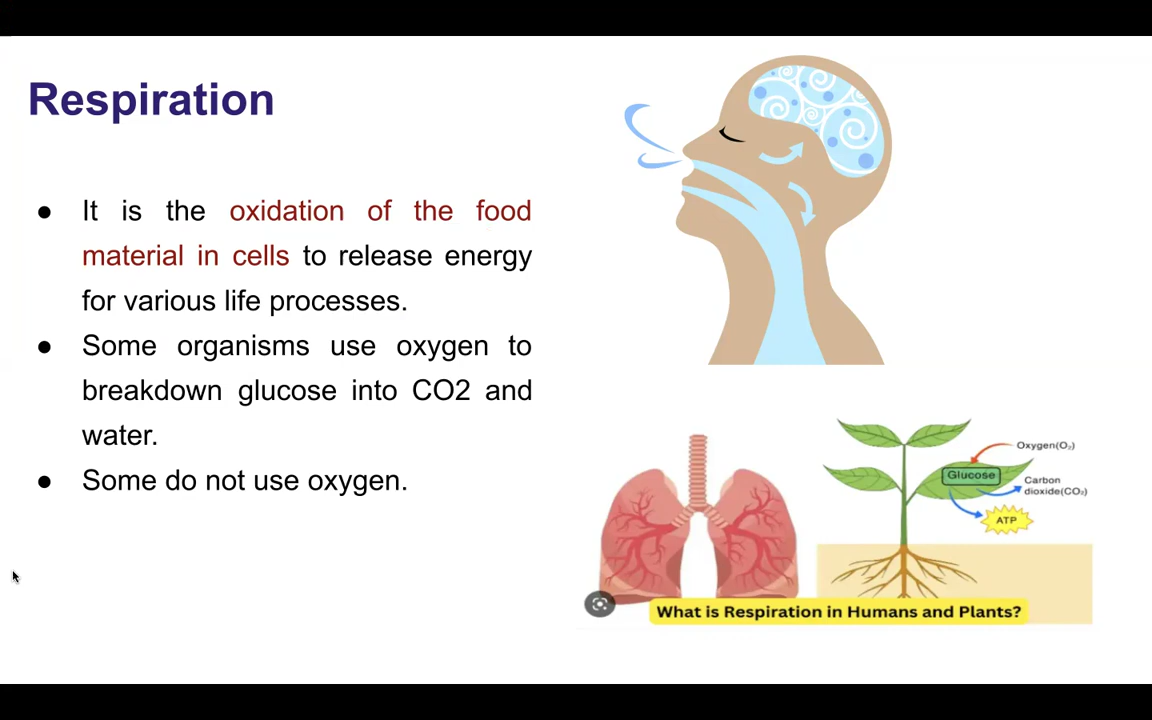 Respiration
● It is the oxidation of the food
material in cells to release energy
for various life processes.
● Some organisms use oxygen to
breakdown glucose into CO2 and
water.
● Some do not use oxygen.
Oxygen(O₂)
Glucose
Carbon
dioxide(CO₂)
ATP
What is Respiration in Humans and Plants?